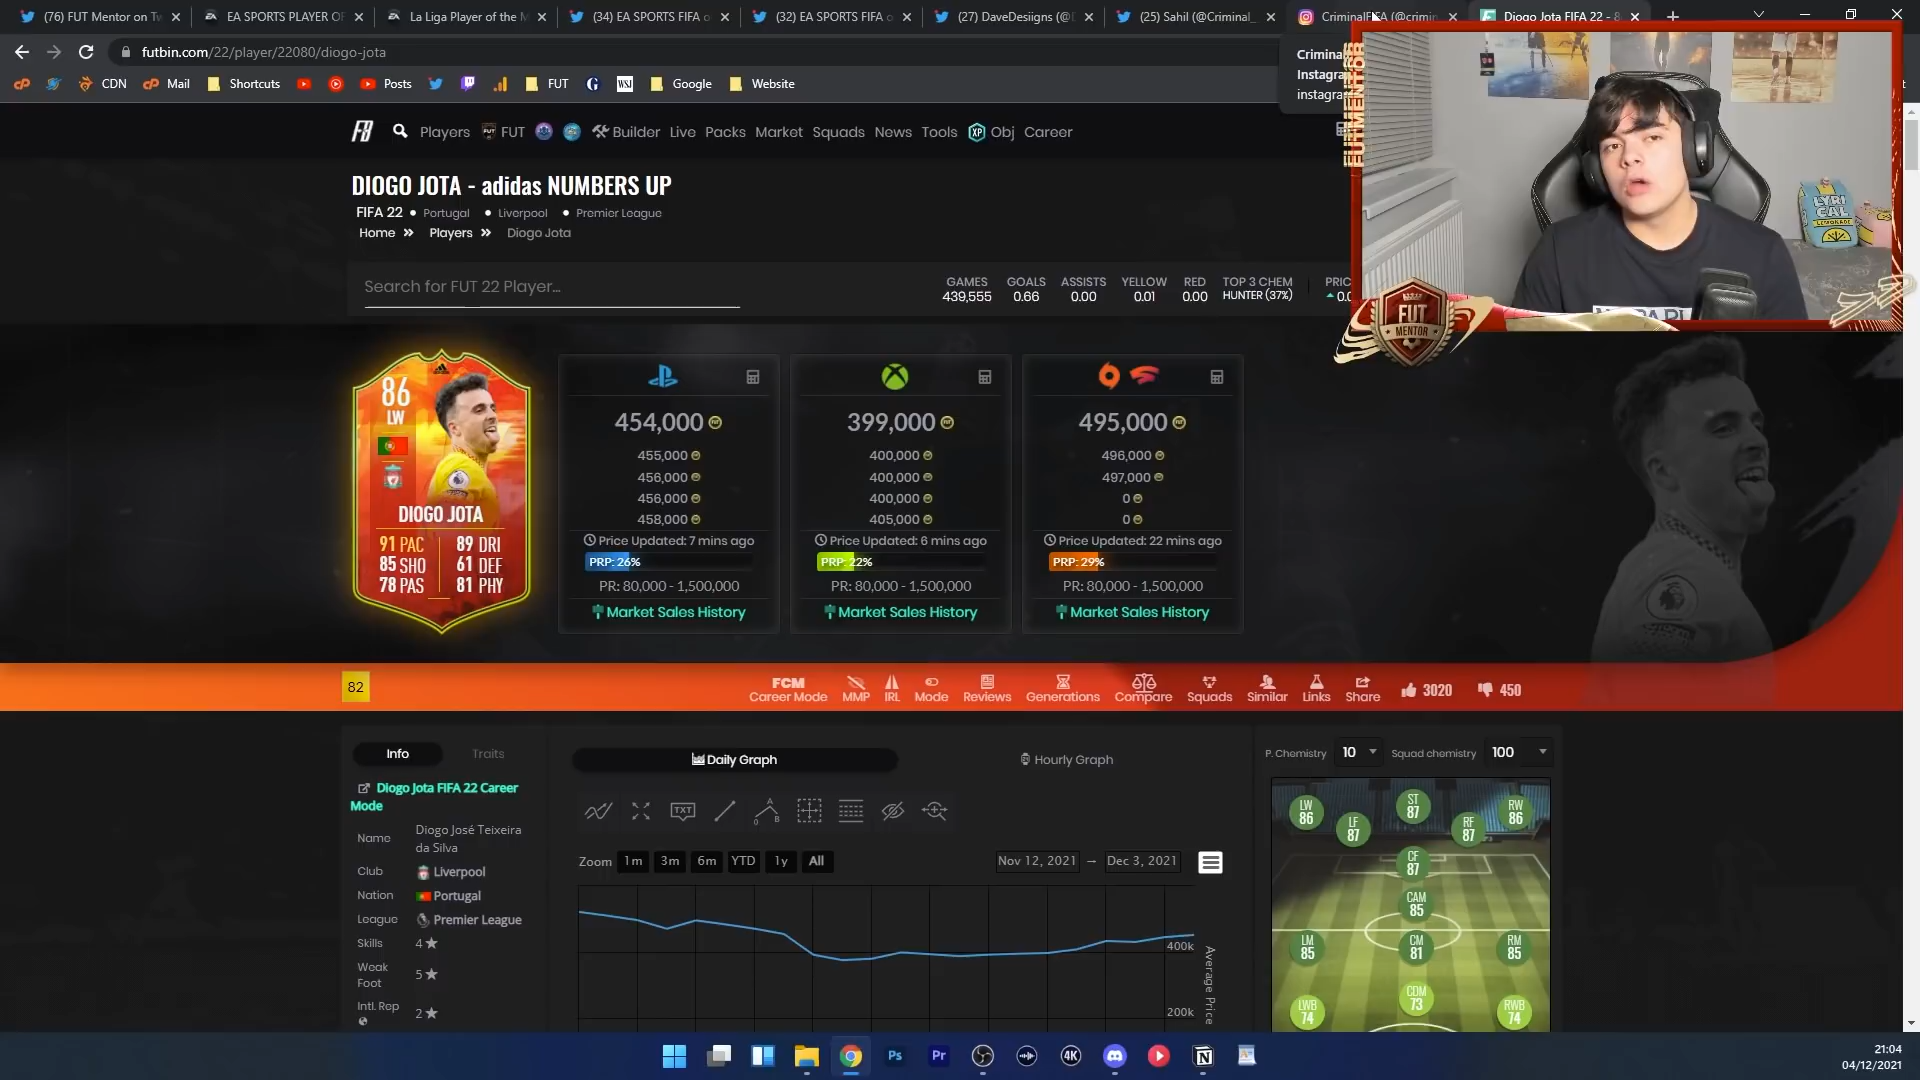 (76) FUT Mentor on Tw
EA SPORTS PLAYER OF
La Liga Player of the M
(34) EA SPORTS FIFA o
(32) EA SPORTS FIFA o
(27) DaveDesiigns (@
(25) Sahil (@Criminal_
Diogo Jota FIFA 22 - 8
futbin.com/22/player/22080/diogo-jota
CDN
Mail
Shortcuts
Posts
FUT
WSJ
Google
Website
Players
FUT
Builder
Live
Packs
Market
Squads
News
Tools
XP
Obj
Career
DIOGO JOTA - adidas NUMBERS UP
FIFA 22 • Portugal • Liverpool • Premier League
Home » Players » Diogo Jota
Search for FUT 22 Player...
GAMES
439,555
GOALS
0.66
ASSISTS
0.00
YELLOW
0.01
RED
0.00
TOP 3 CHEM
HUNTER (37%)
FUTMENTOR
LYRI
CAL
LEMONADE
FUT
MENTOR
86
LW
DIOGO JOTA
91 PAC
85 SHO
78 PAS
89 DRI
61 DEF
81 PHY
454,000
455,000
456,000
456,000
458,000
Price Updated: 7 mins ago
PRP: 26%
PR: 80,000 - 1,500,000
Market Sales History
399,000
400,000
400,000
400,000
405,000
Price Updated: 6 mins ago
PRP: 22%
PR: 80,000 - 1,500,000
Market Sales History
495,000
496,000
497,000
0
0
Price Updated: 22 mins ago
PRP: 29%
PR: 80,000 - 1,500,000
Market Sales History
82
FCM
Career Mode
MMP
IRL
Mode
Reviews
Generations
Compare
Squads
Similar
Links
Share
3020
450
Info
Traits
Diogo Jota FIFA 22 Career
Mode
Name
Diogo José Teixeira
da Silva
Club
Liverpool
Nation
Portugal
League
Premier League
Skills
4★
Weak
Foot
5★
Intl. Rep
2★
Daily Graph
Hourly Graph
TXT
Zoom 1m 3m 6m YTD 1y All
Nov 12, 2021 → Dec 3, 2021
400k
200k
Average Price
P. Chemistry 10
Squad chemistry 100
LW
86
ST
87
RW
86
LF
87
RF
87
CF
87
CAM
85
LM
85
CM
81
RM
85
LWB
74
CDM
73
RWB
74
Ps
Pr
4K
21:04
04/12/2021